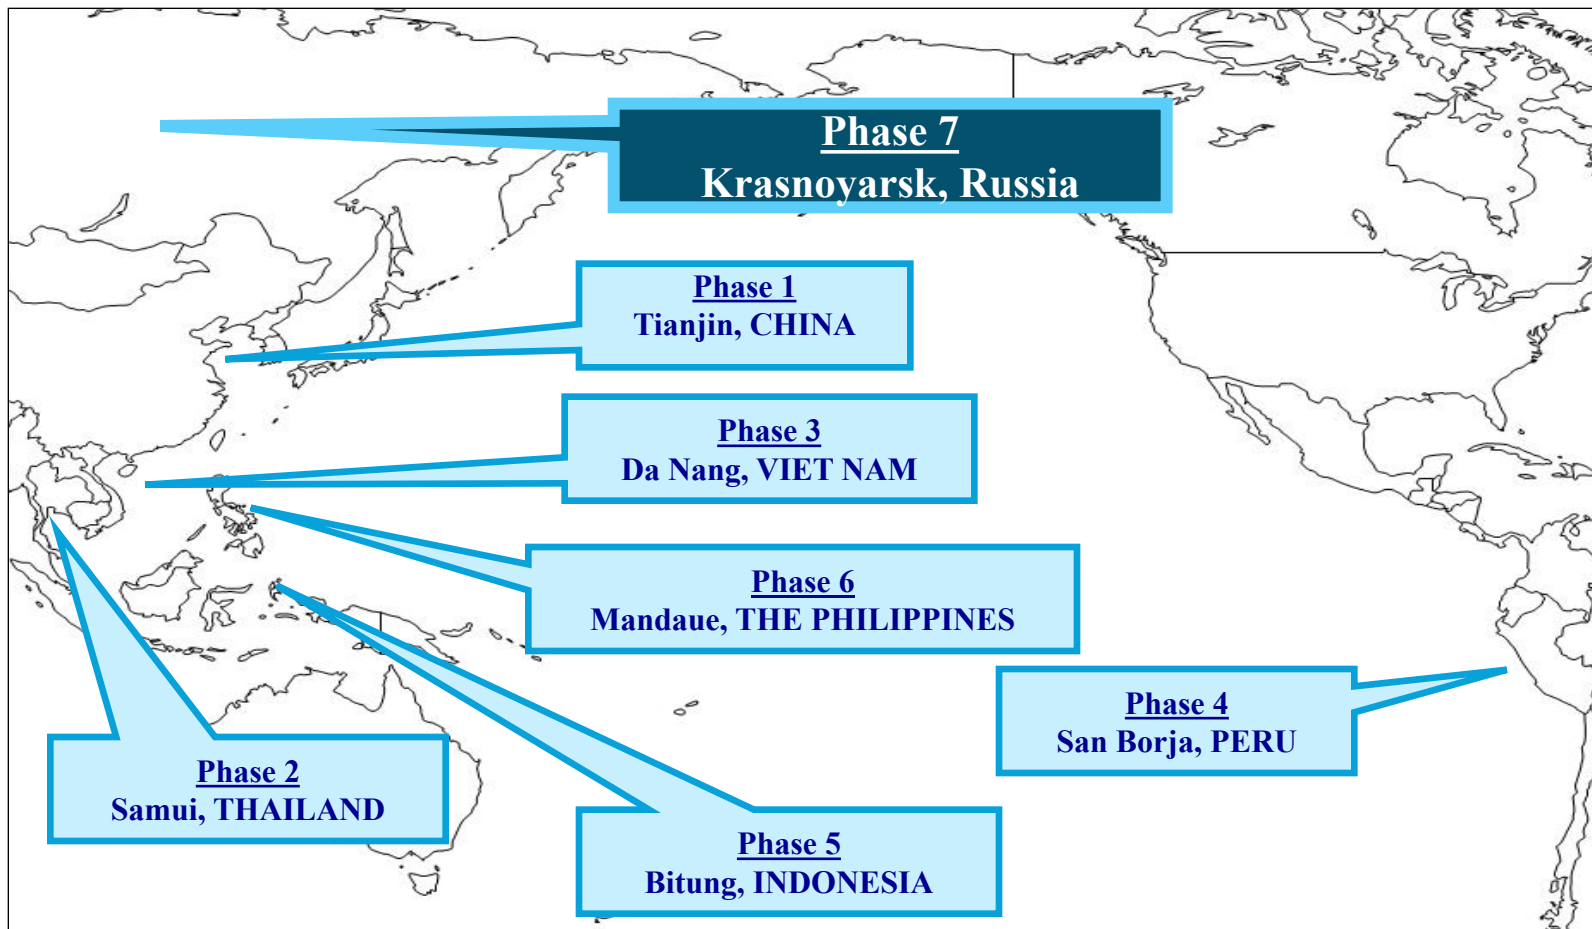 Phase 7
Krasnoyarsk, Russia
Phase 1
Tianjin, CHINA
Phase 3
Da Nang, VIET NAM
Phase 6
Mandaue, THE PHILIPPINES
Phase 4
San Borja, PERU
Phase 2
Samui, THAILAND
Phase 5
Bitung, INDONESIA